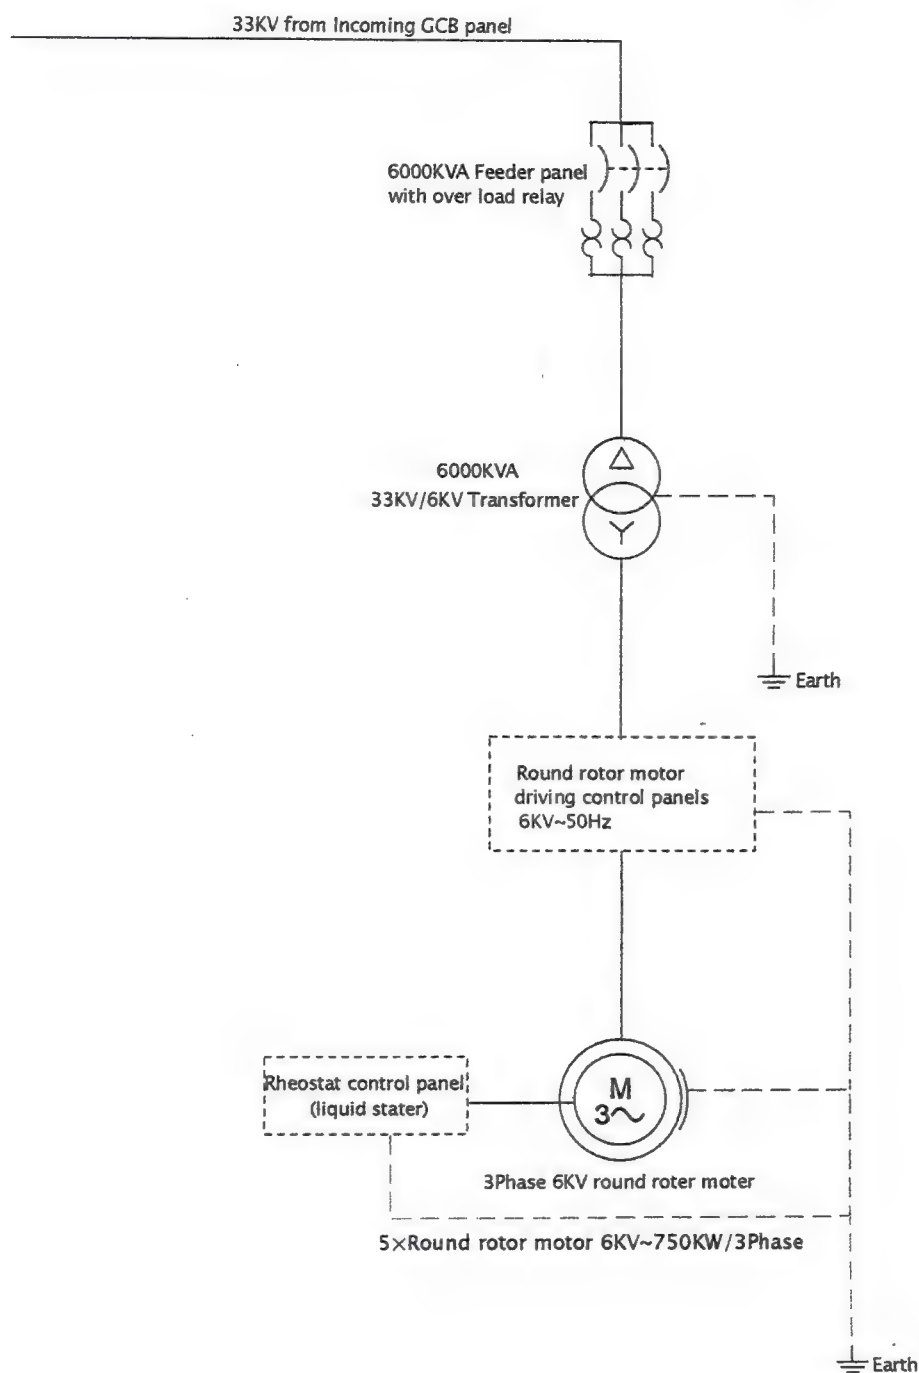 33KV from Incoming GCB panel
6000KVA Feeder panel
with over load relay
6000KVA
33KV/6KV Transformer
Earth
Round rotor motor
driving control panels
6KV~50Hz
Rheostat control panel
(liquid stater)
M
3~
3Phase 6KV round roter moter
5×Round rotor motor 6KV~750KW/3Phase
Earth